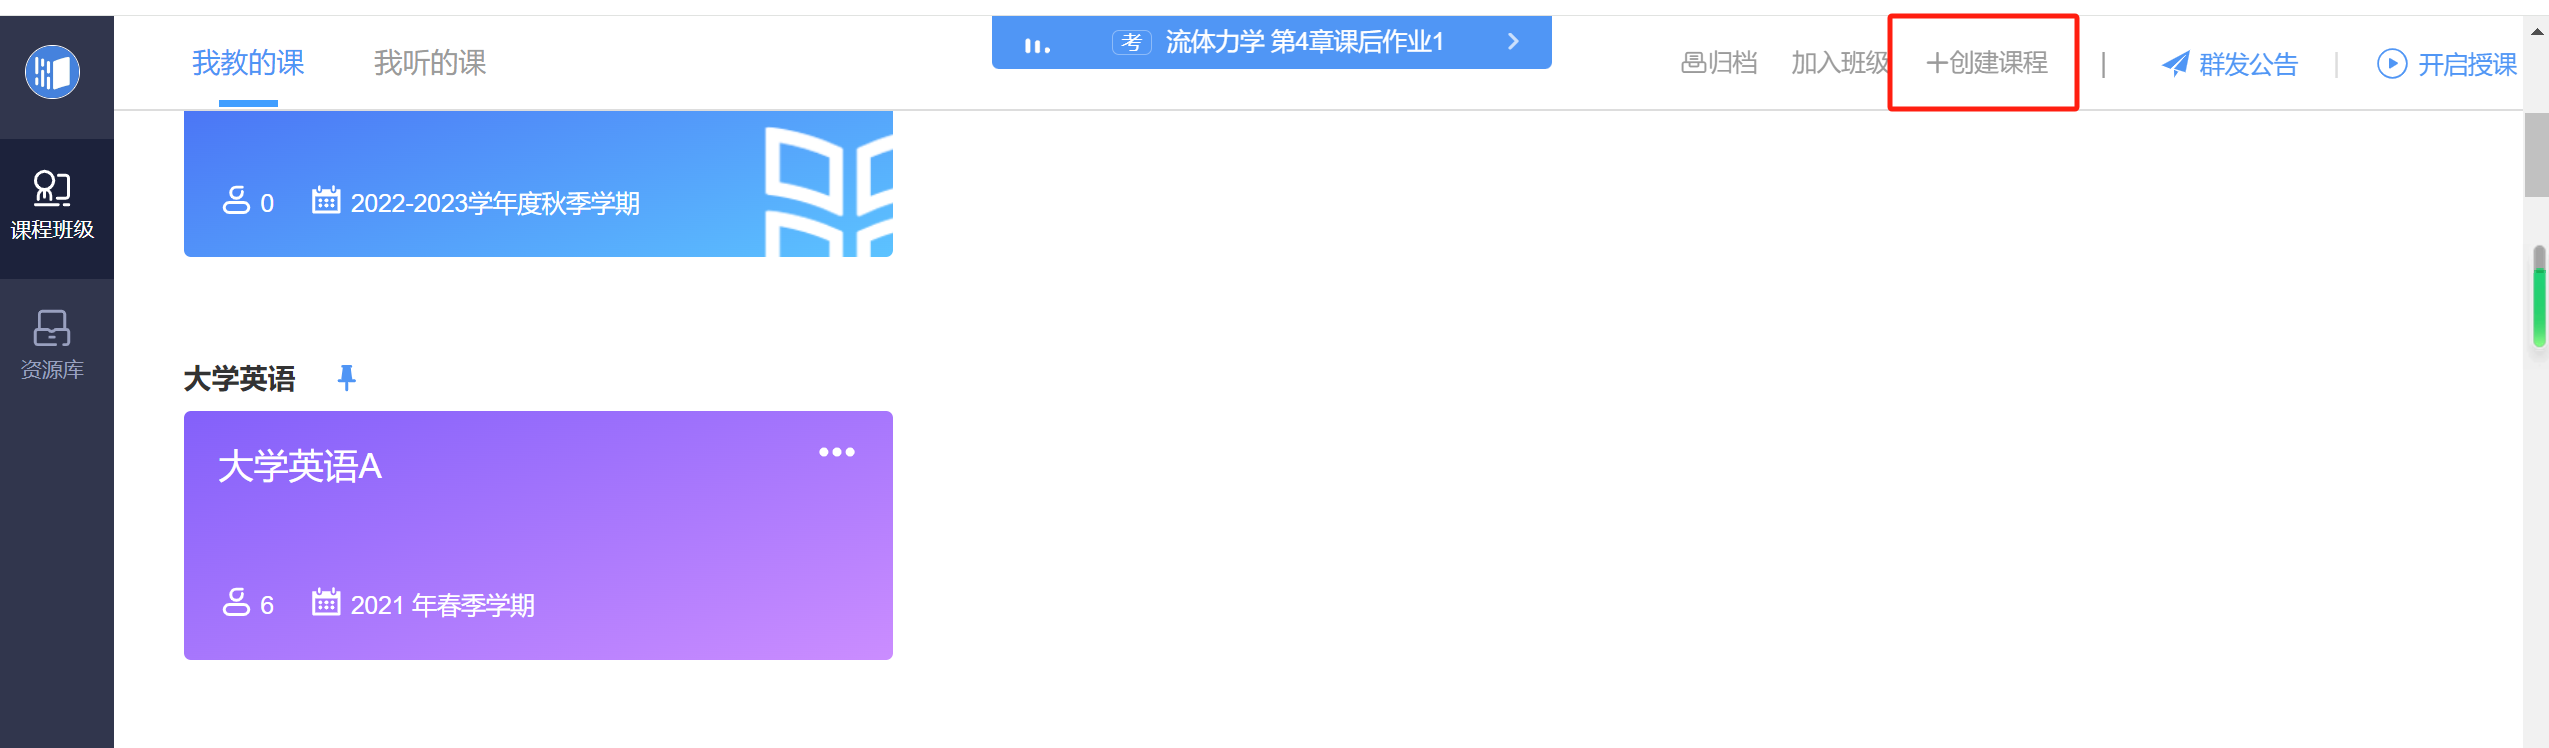 我教的课
我听的课
考 流体力学 第4章课后作业1
归档
加入班级
+创建课程
群发公告
开启授课
课程班级
资源库
0
2022-2023学年度秋季学期
大学英语
大学英语A
6
2021 年春季学期